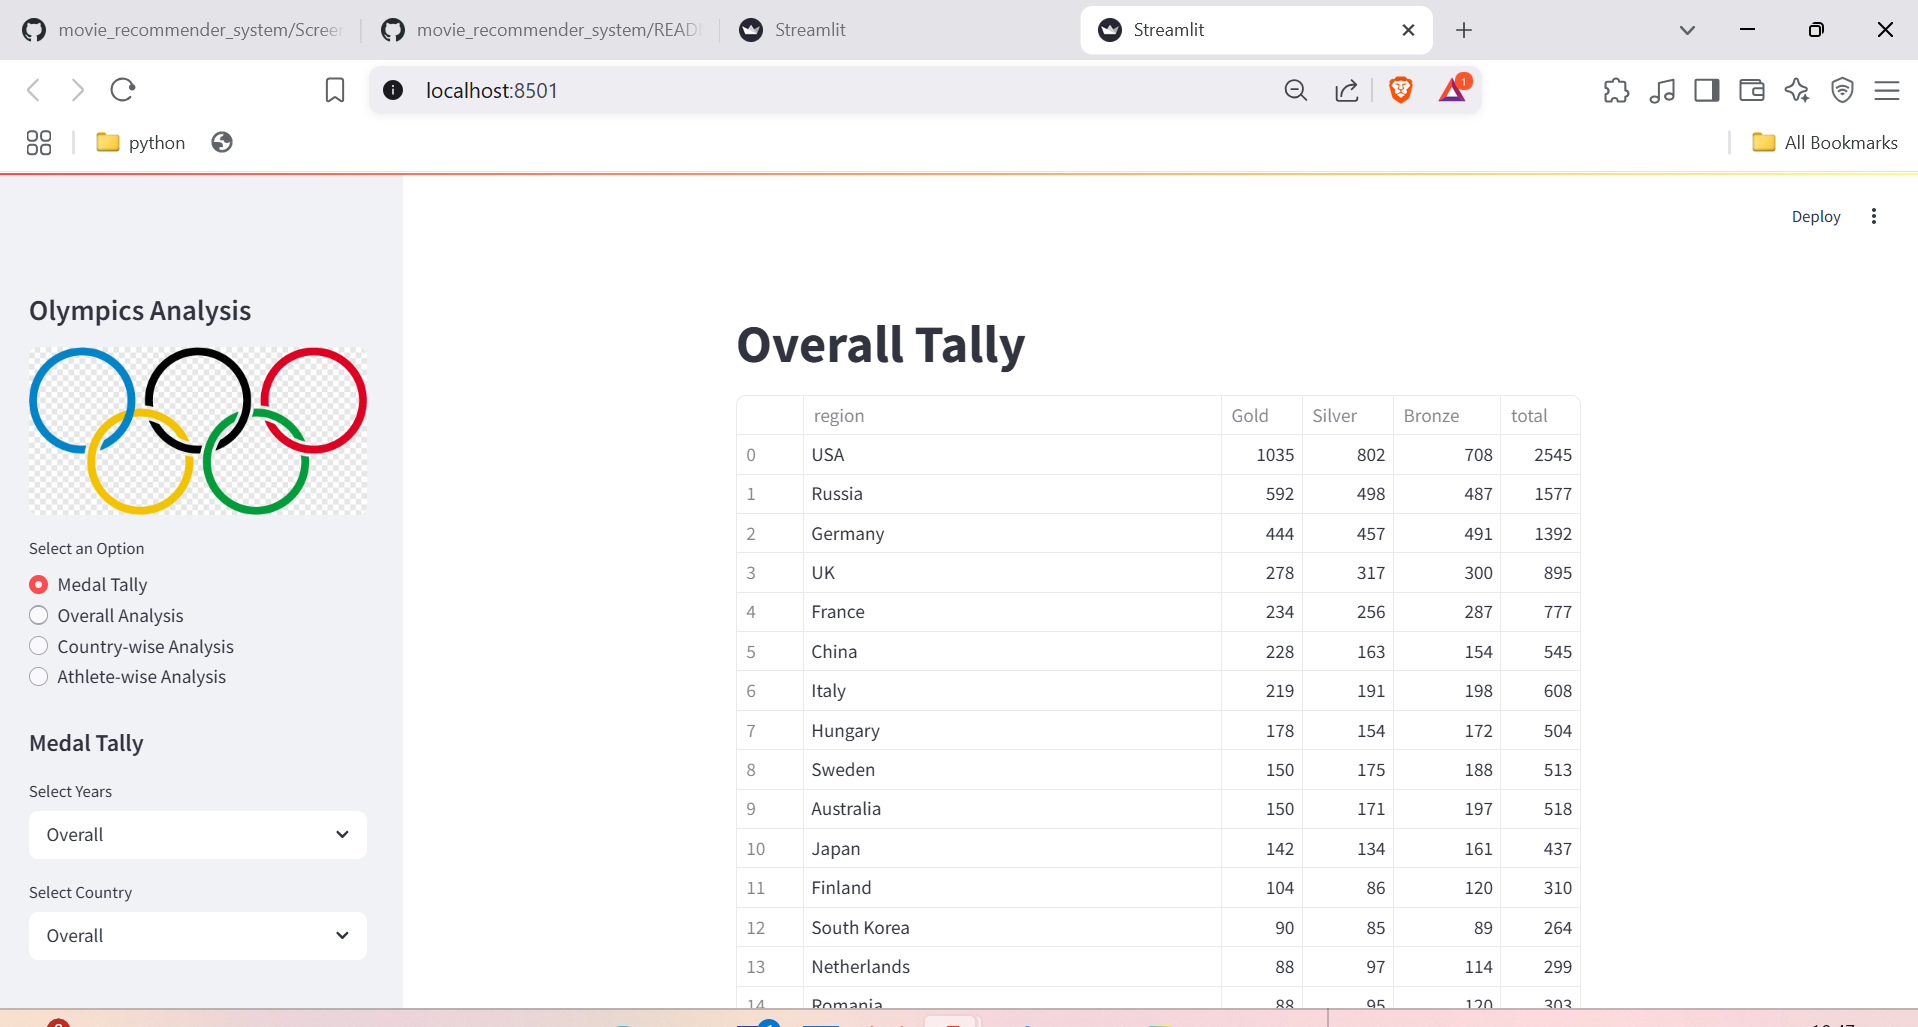 movie_recommender_system/Screer
movie_recommender_system/READ
Streamlit
Streamlit
localhost:8501
1
python
All Bookmarks
Deploy
Olympics Analysis
Select an Option
Medal Tally
Overall Analysis
Country-wise Analysis
Athlete-wise Analysis
Medal Tally
Select Years
Overall
Select Country
Overall
Overall Tally
region Gold Silver Bronze total
0 USA 1035 802 708 2545
1 Russia 592 498 487 1577
2 Germany 444 457 491 1392
3 UK 278 317 300 895
4 France 234 256 287 777
5 China 228 163 154 545
6 Italy 219 191 198 608
7 Hungary 178 154 172 504
8 Sweden 150 175 188 513
9 Australia 150 171 197 518
10 Japan 142 134 161 437
11 Finland 104 86 120 310
12 South Korea 90 85 89 264
13 Netherlands 88 97 114 299
14 Romania 88 95 120 303